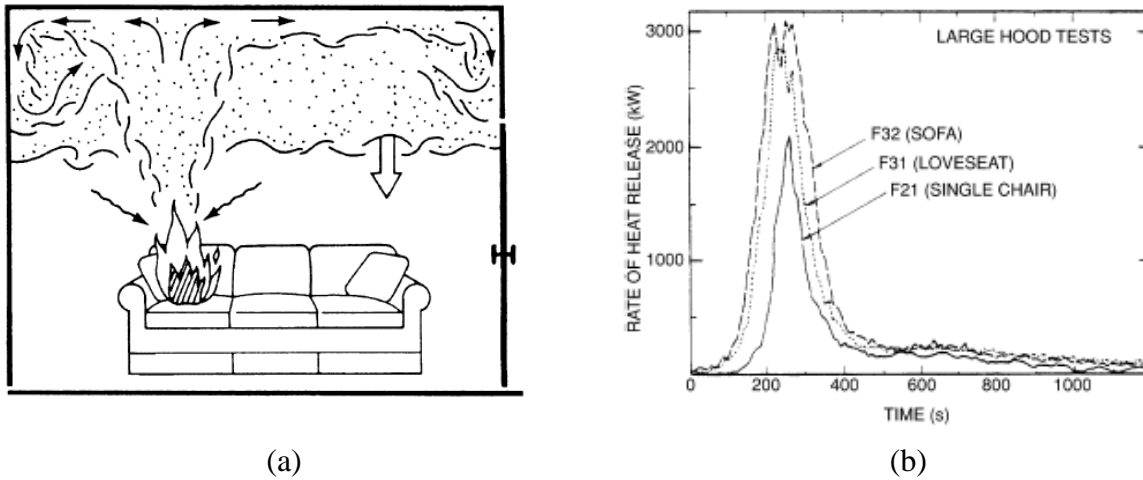 LARGE HOOD TESTS
RATE OF HEAT RELEASE (kW)
3000
2000
1000
0
200
400
600
800
1000
TIME (s)
F32 (SOFA)
F31 (LOVESEAT)
F21 (SINGLE CHAIR)
(a)
(b)